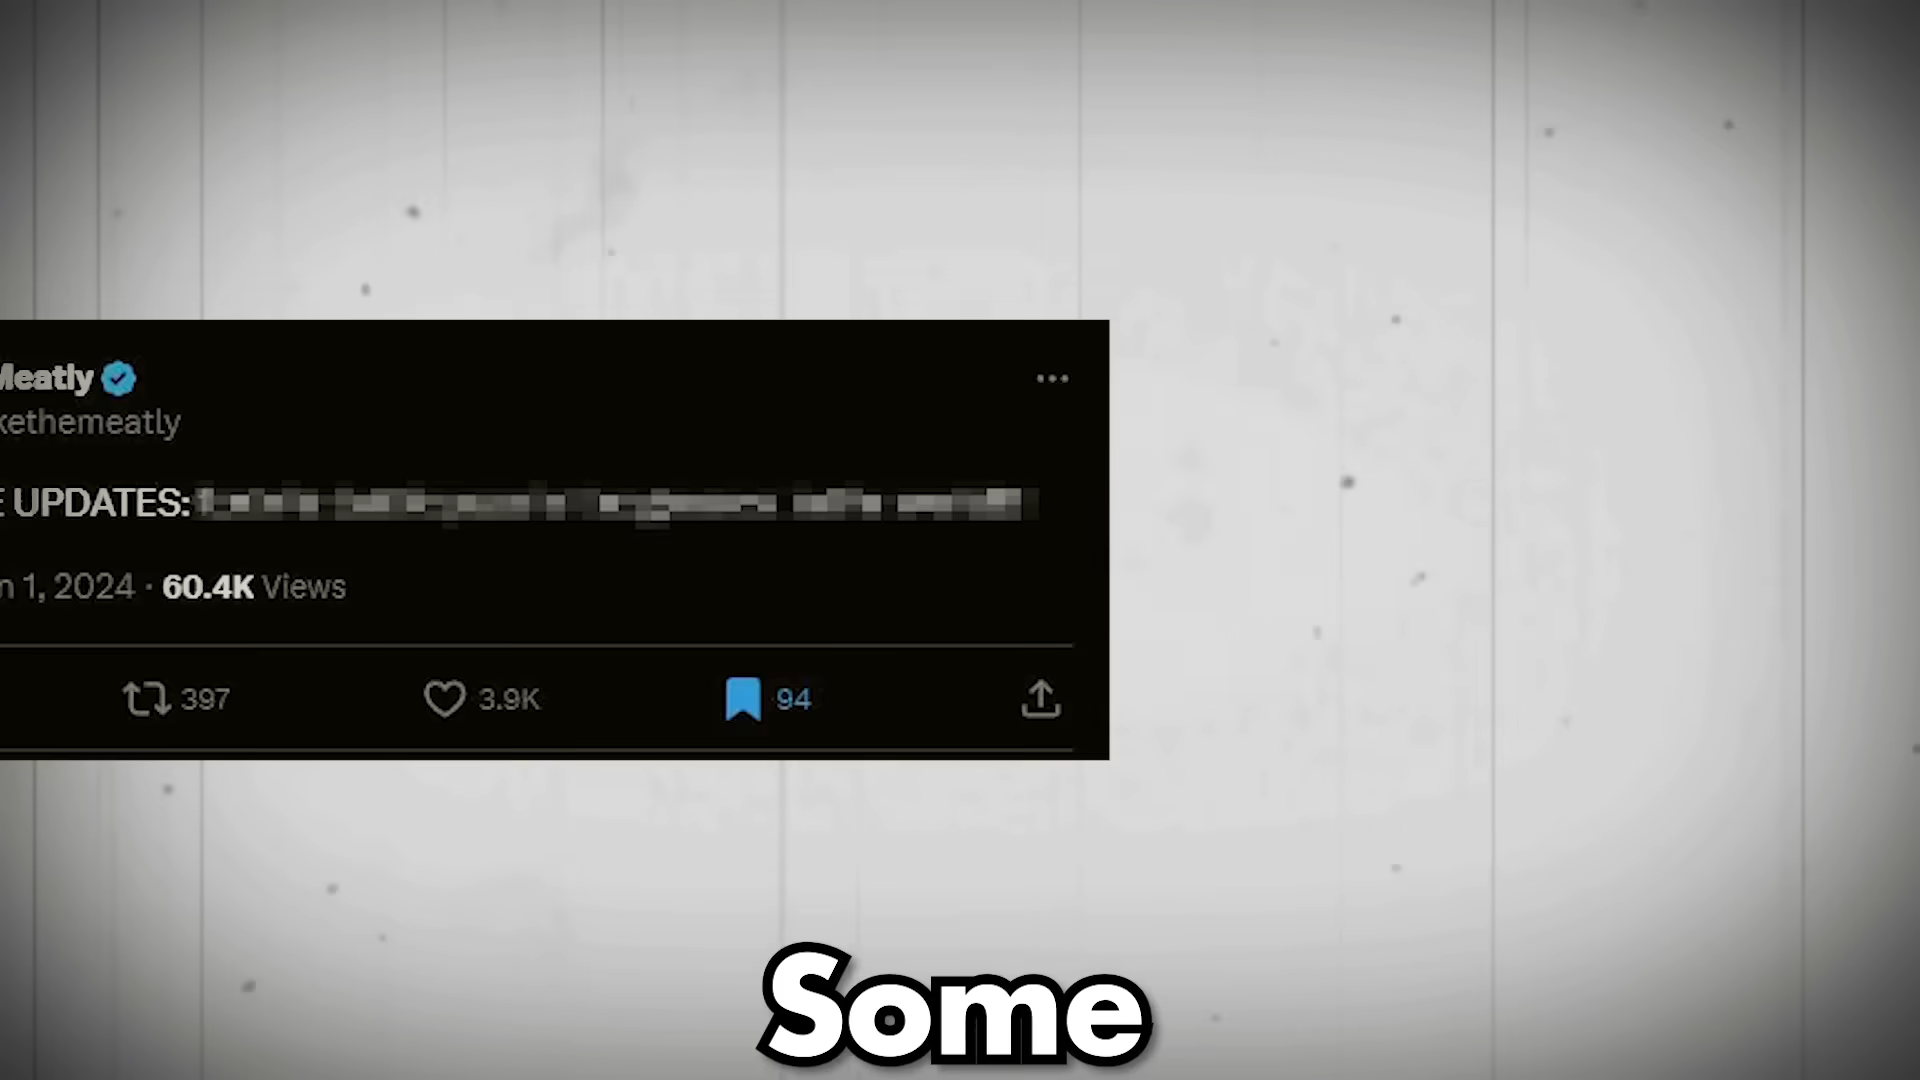 Meatly
kethemeatly
E UPDATES:
n 1, 2024 · 60.4K Views
397 3.9K 94
Some